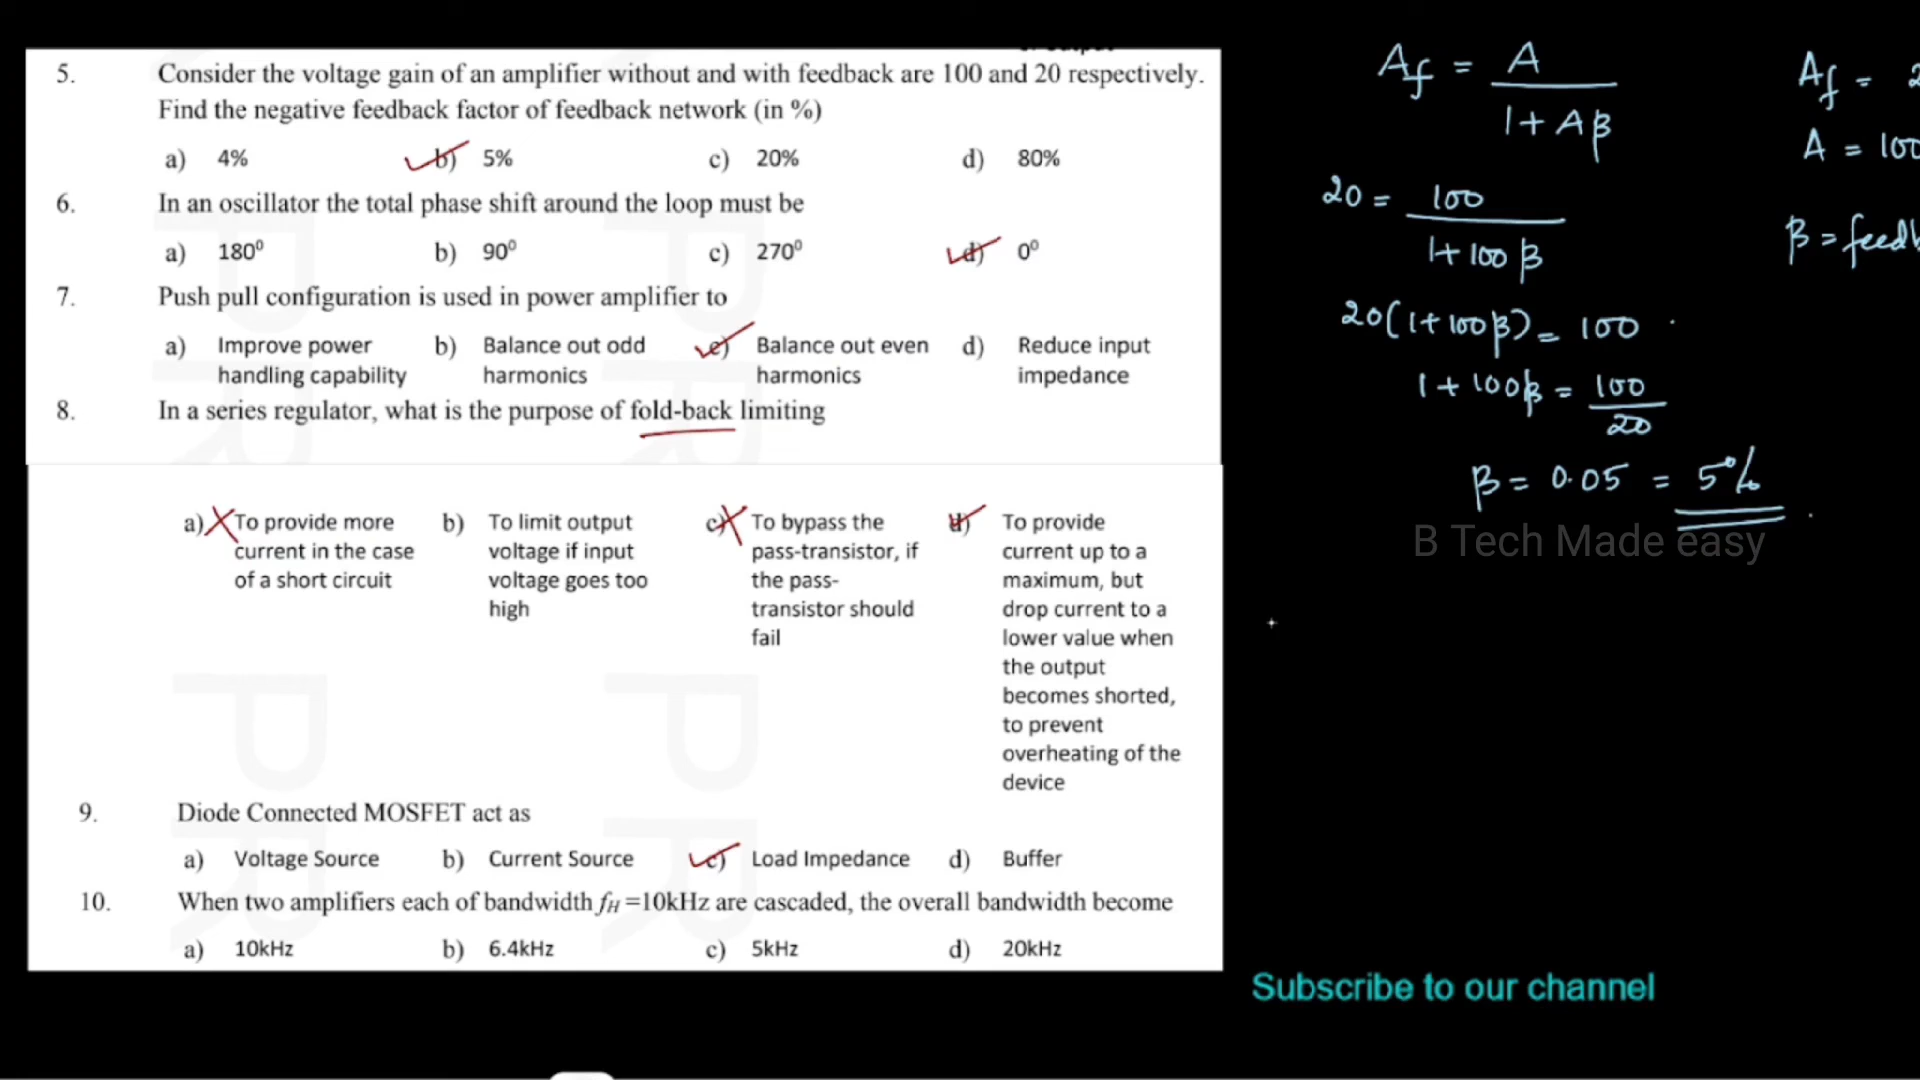 5. Consider the voltage gain of an amplifier without and with feedback are 100 and 20 respectively.
Find the negative feedback factor of feedback network (in %)
a) 4% b) 5% c) 20% d) 80%
6. In an oscillator the total phase shift around the loop must be
a) 180⁰ b) 90⁰ c) 270⁰ d) 0⁰
7. Push pull configuration is used in power amplifier to
a) Improve power handling capability b) Balance out odd harmonics c) Balance out even harmonics d) Reduce input impedance
8. In a series regulator, what is the purpose of fold-back limiting
a) To provide more current in the case of a short circuit
b) To limit output voltage if input voltage goes too high
c) To bypass the pass-transistor, if the pass-transistor should fail
d) To provide current up to a maximum, but drop current to a lower value when the output becomes shorted, to prevent overheating of the device
9. Diode Connected MOSFET act as
a) Voltage Source b) Current Source c) Load Impedance d) Buffer
10. When two amplifiers each of bandwidth fH =10kHz are cascaded, the overall bandwidth become
a) 10kHz b) 6.4kHz c) 5kHz d) 20kHz
Af = A / 1 + Aβ
20 = 100 / 1 + 100 β
20(1 + 100 β) = 100
1 + 100β = 100 / 20
β = 0.05 = 5%
Af =
A = 100
β =
B Tech Made easy
Subscribe to our channel